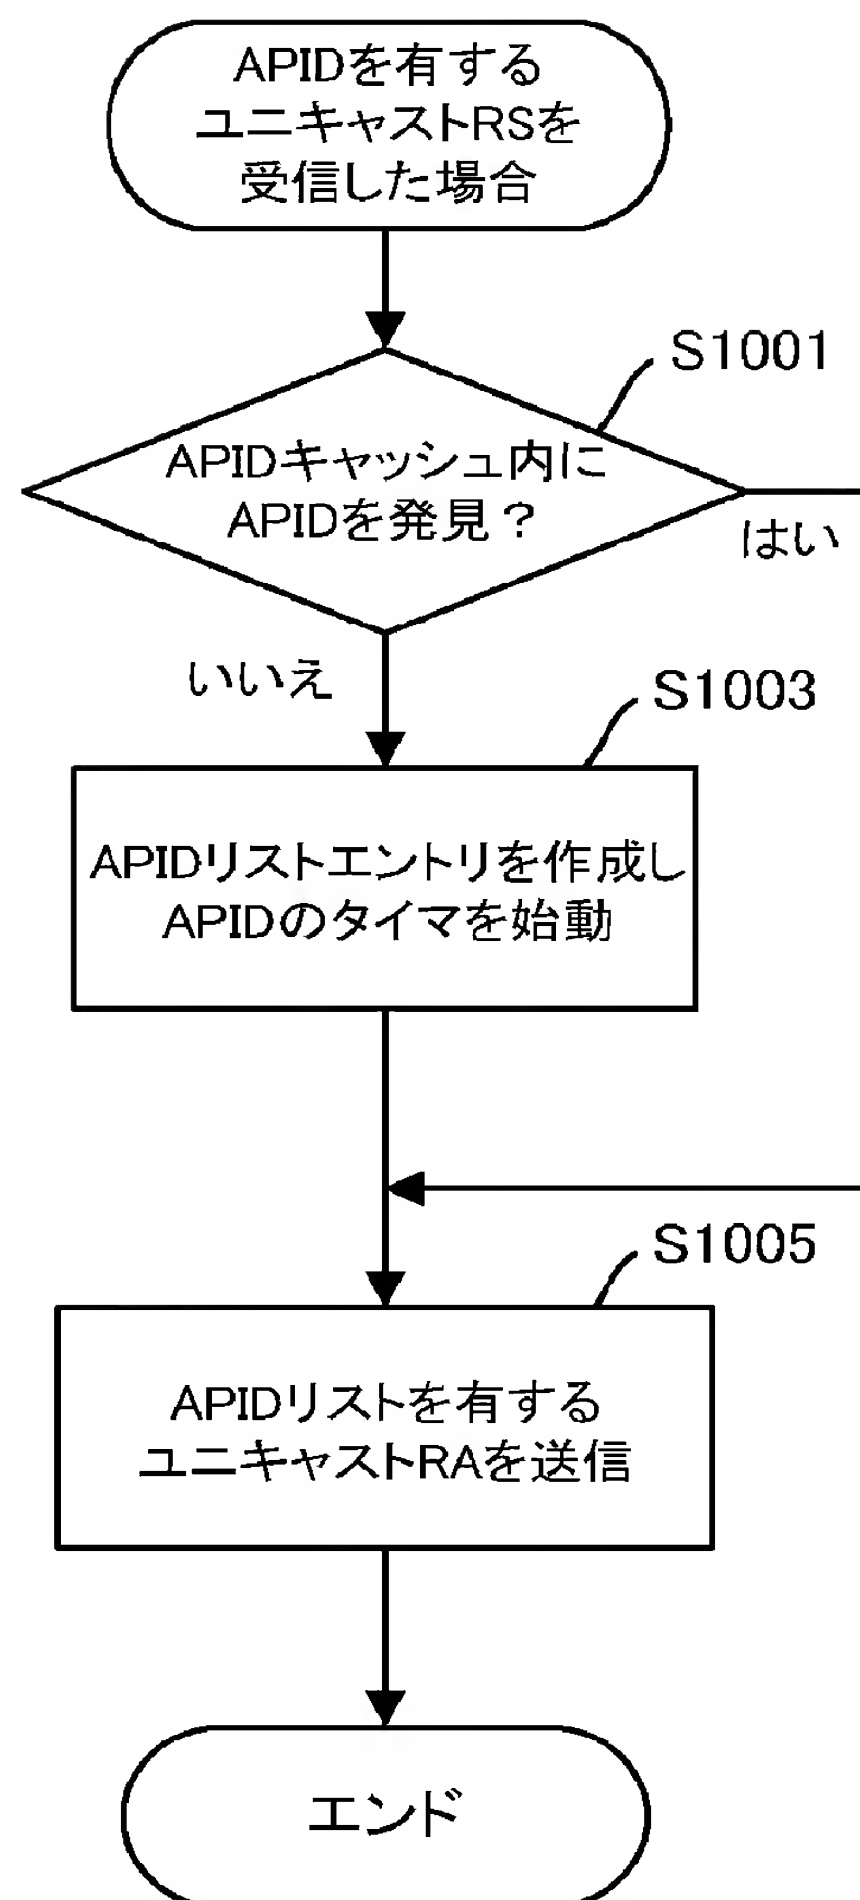 APIDを有する
ユニキャストRSを
受信した場合
S1001
APIDキャッシュ内に
APIDを発見？
はい
いいえ
S1003
APIDリストエントリを作成し
APIDのタイマを始動
S1005
APIDリストを有する
ユニキャストRAを送信
エンド